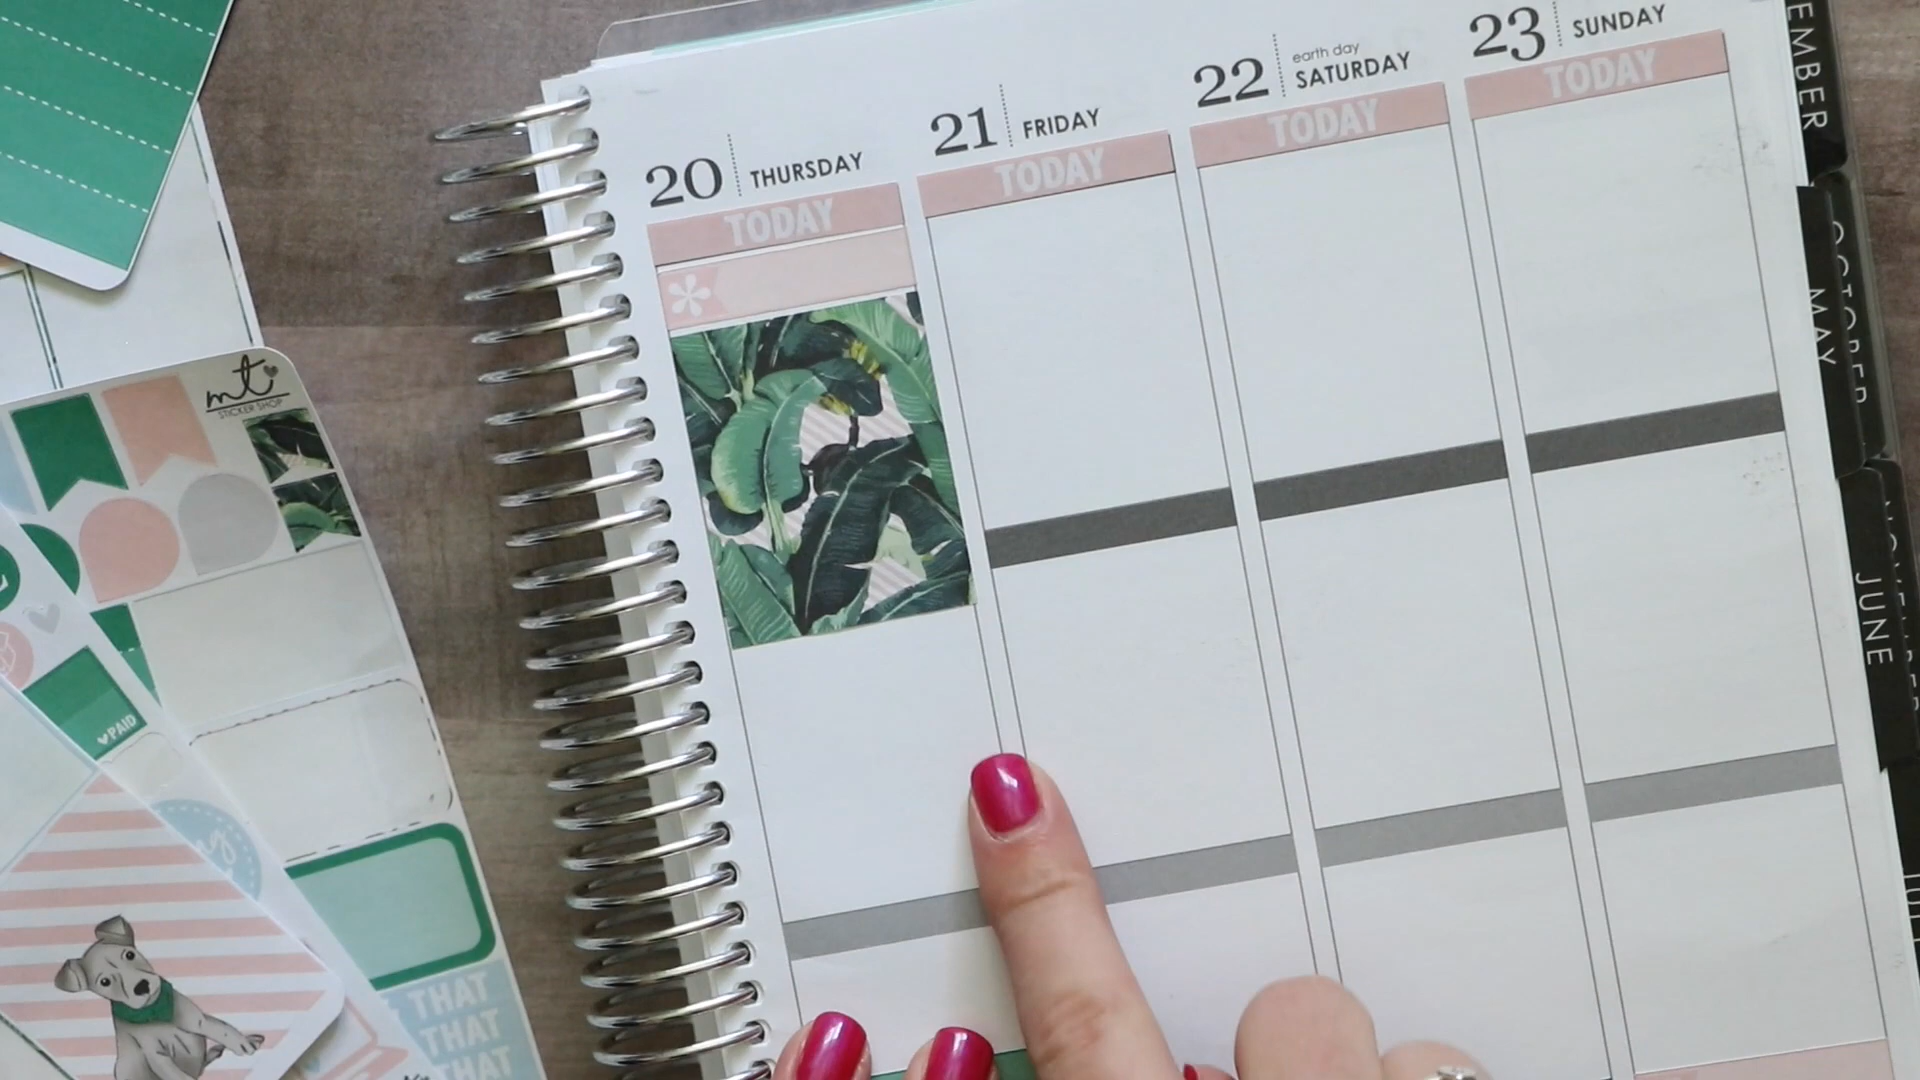 20 THURSDAY
TODAY
21 FRIDAY
TODAY
22 earth day
SATURDAY
TODAY
23 SUNDAY
TODAY
EMBER
OCTOBER
MAY
JUNE
mt
STICKER SHOP
PAID
THAT
THAT
THAT